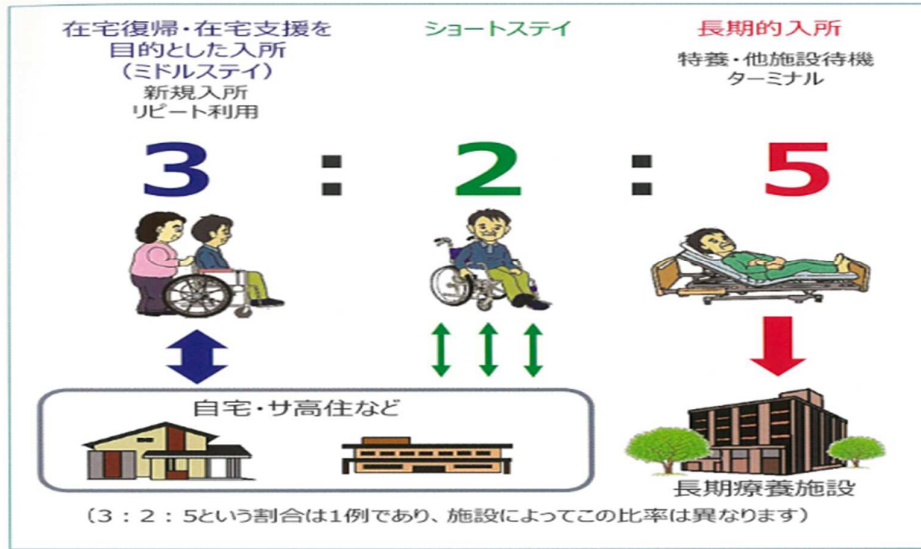 在宅復帰・在宅支援を
目的とした入所
（ミドルステイ）
新規入所
リピート利用
ショートステイ
長期的入所
特養・他施設待機
ターミナル
3 : 2 : 5
自宅・サ高住など
長期療養施設
（3：2：5という割合は1例であり、施設によってこの比率は異なります）